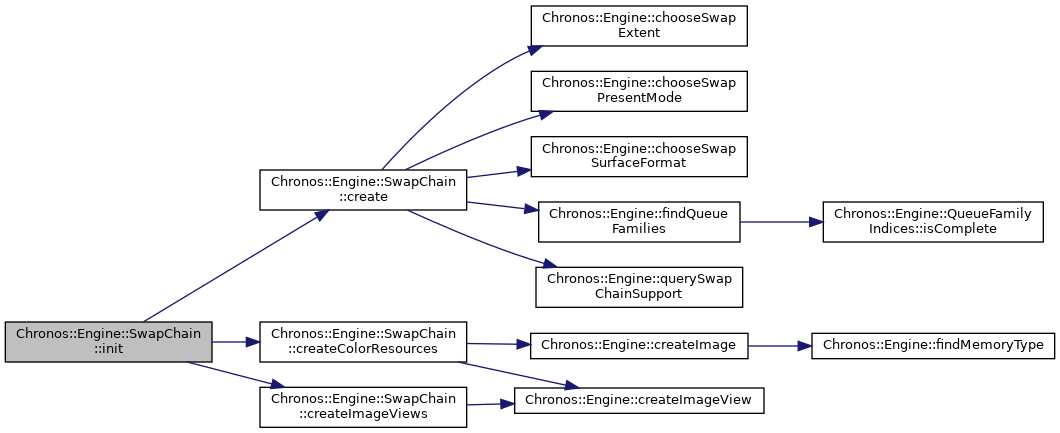 Chronos::Engine::chooseSwap
Extent
Chronos::Engine::chooseSwap
PresentMode
Chronos::Engine::chooseSwap
SurfaceFormat
Chronos::Engine::SwapChain
::create
Chronos::Engine::findQueue
Families
Chronos::Engine::QueueFamily
Indices::isComplete
Chronos::Engine::querySwap
ChainSupport
Chronos::Engine::SwapChain
::init
Chronos::Engine::SwapChain
::createColorResources
Chronos::Engine::createImage
Chronos::Engine::findMemoryType
Chronos::Engine::SwapChain
::createImageViews
Chronos::Engine::createImageView